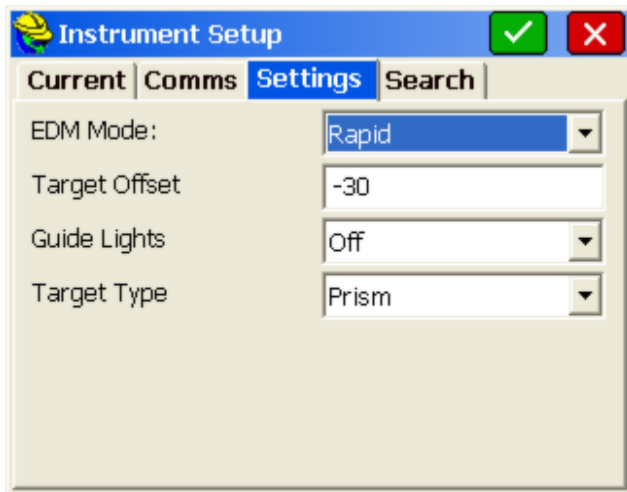 Instrument Setup
Current Comms Settings Search
EDM Mode: Rapid
Target Offset -30
Guide Lights Off
Target Type Prism